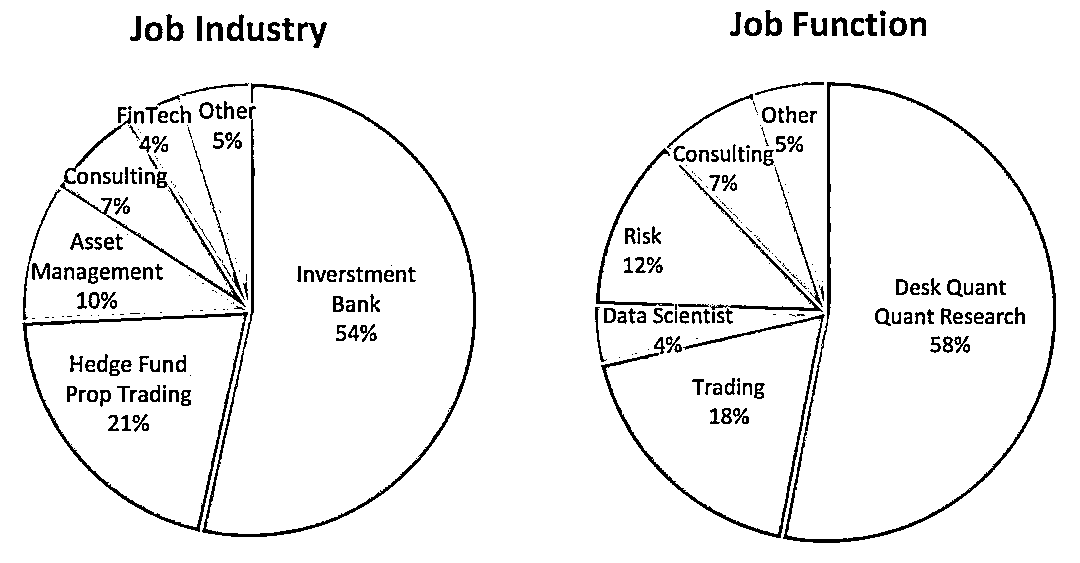 Job Industry
FinTech
4%
Other
5%
Consulting
7%
Asset
Management
10%
Inverstment
Bank
54%
Hedge Fund
Prop Trading
21%
Job Function
Other
5%
Consulting
7%
Risk
12%
Data Scientist
4%
Desk Quant
Quant Research
58%
Trading
18%